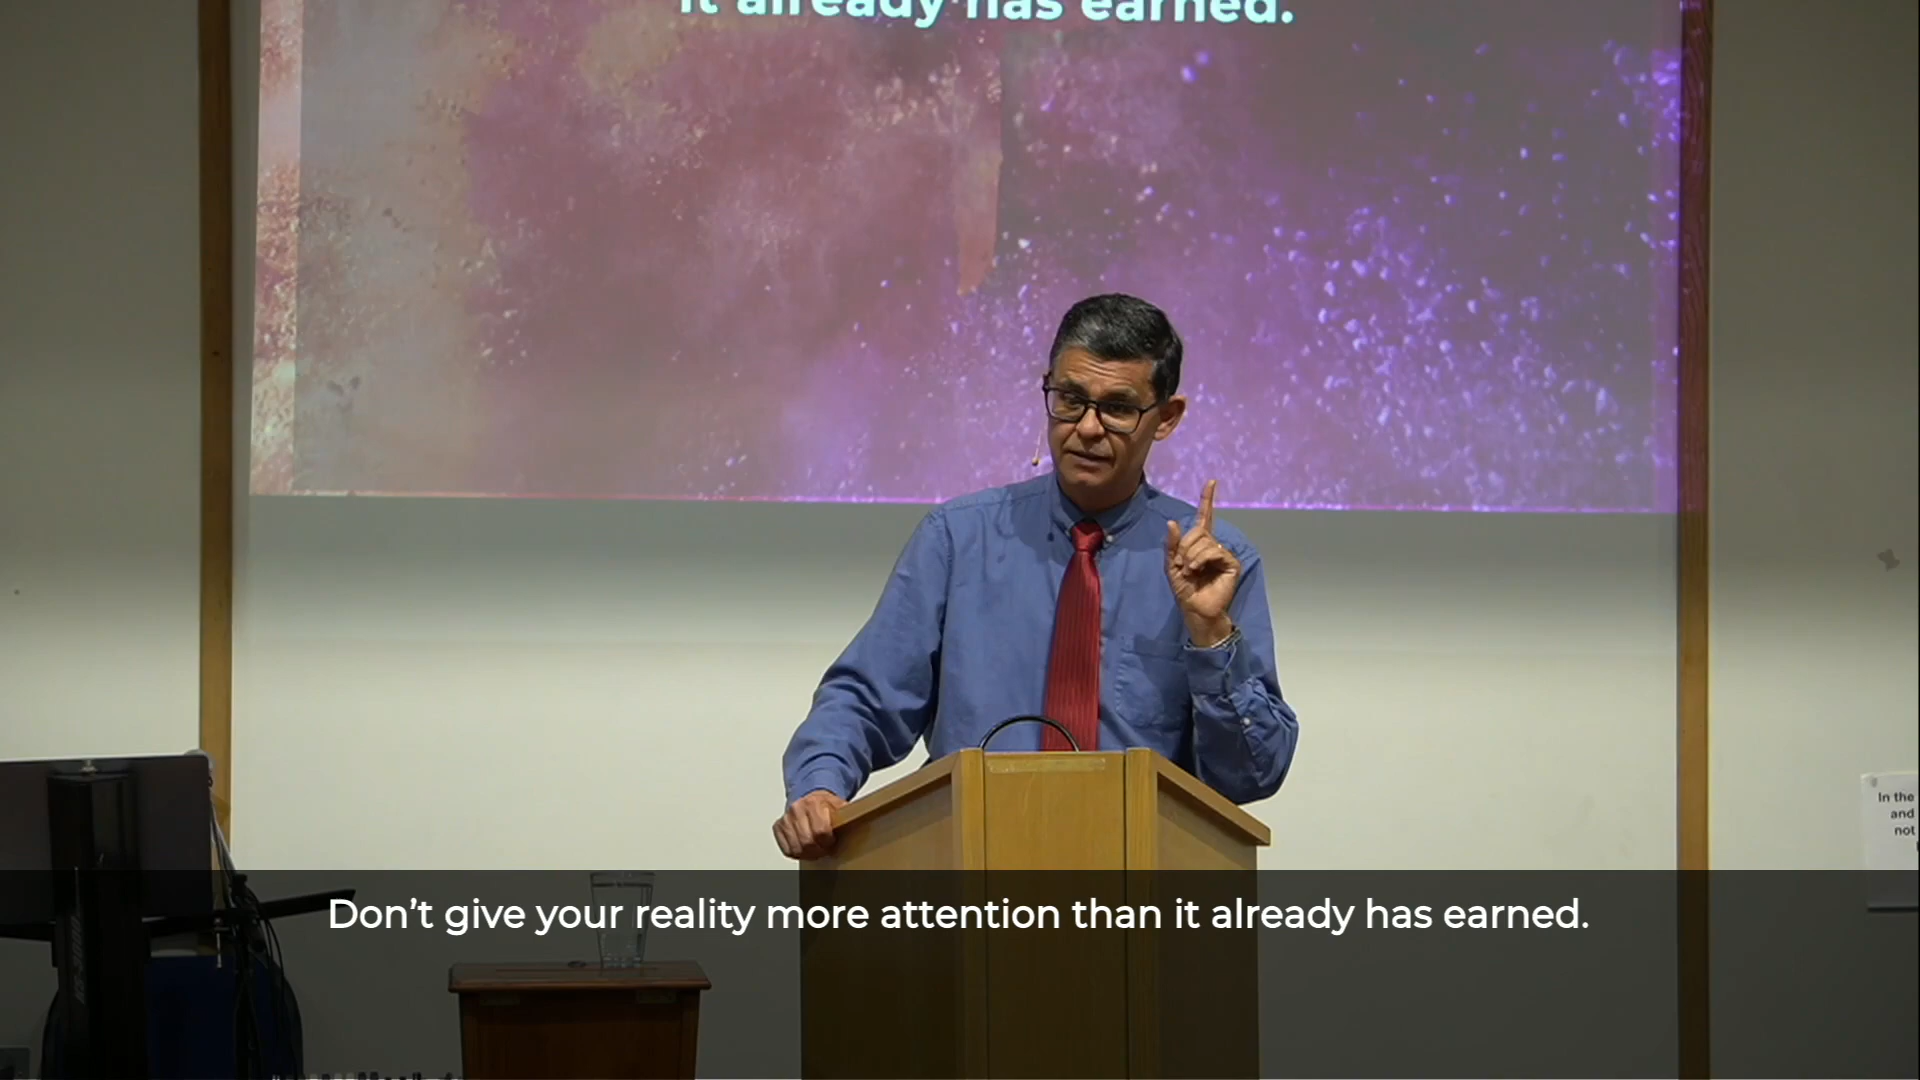 it already has earned.
In the
and
not
Don't give your reality more attention than it already has earned.